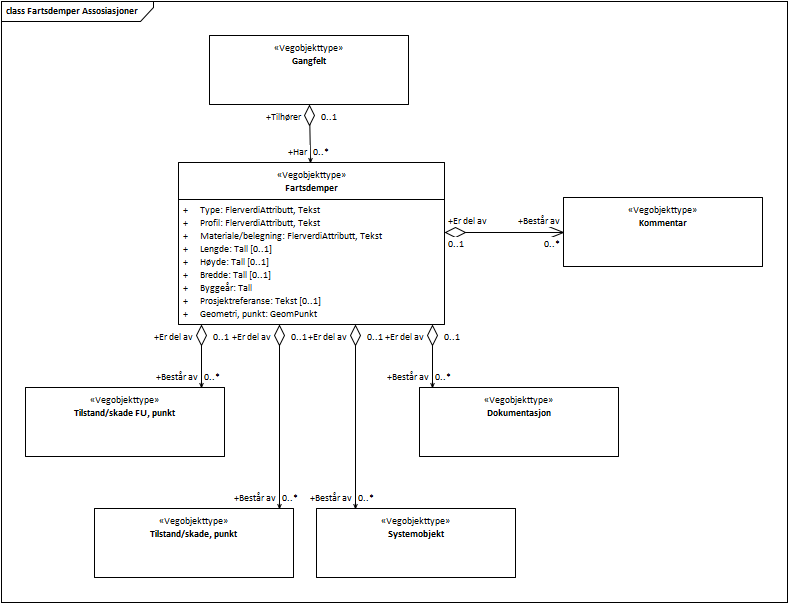 class Fartsdemper Assosiasjoner
«Vegobjekttype»
Gangfelt
+Tilhører 0..1
+Har 0..*
«Vegobjekttype»
Fartsdemper
+ Type: FlerverdiAttributt, Tekst
+ Profil: FlerverdiAttributt, Tekst
+ Materiale/belegning: FlerverdiAttributt, Tekst
+ Lengde: Tall [0..1]
+ Høyde: Tall [0..1]
+ Bredde: Tall [0..1]
+ Byggeår: Tall
+ Prosjektreferanse: Tekst [0..1]
+ Geometri, punkt: GeomPunkt
+Er del av +Består av
0..1 0..*
«Vegobjekttype»
Kommentar
+Er del av 0..1 +Er del av 0..1 +Er del av 0..1 +Er del av 0..1
+Består av 0..* +Består av 0..*
«Vegobjekttype»
Tilstand/skade FU, punkt
«Vegobjekttype»
Dokumentasjon
+Består av 0..* +Består av 0..*
«Vegobjekttype»
Tilstand/skade, punkt
«Vegobjekttype»
Systemobjekt